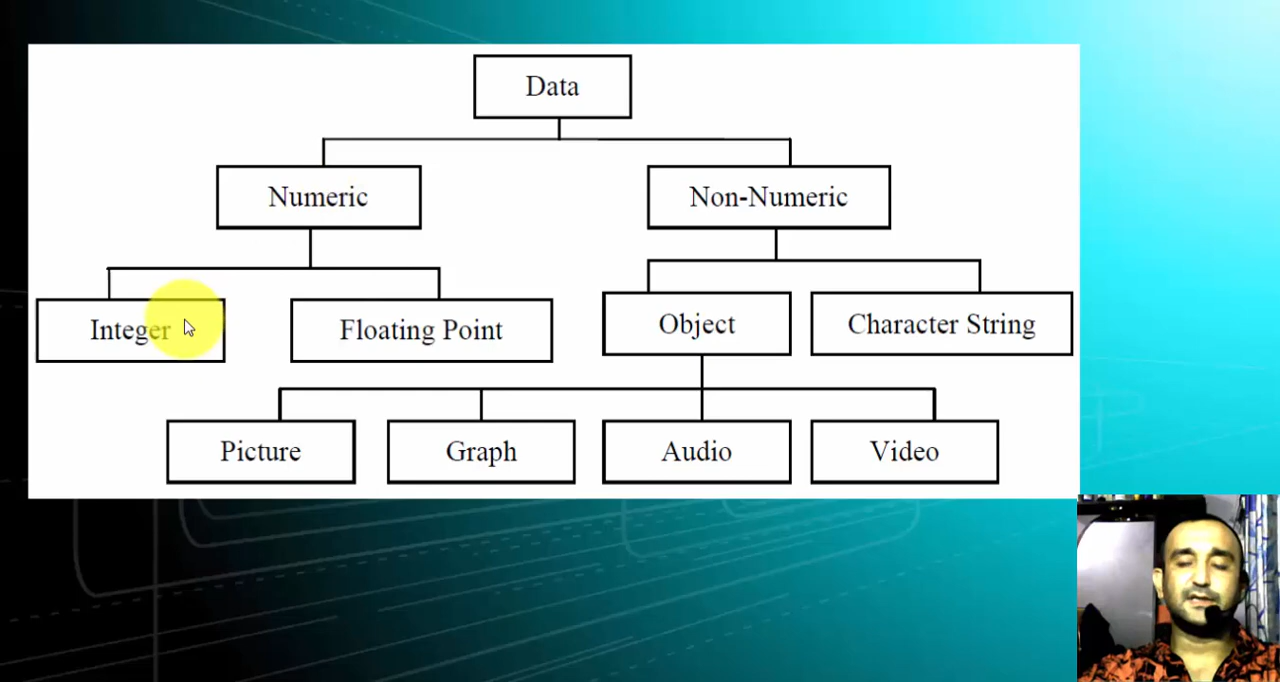 Data
Numeric
Non-Numeric
Integer
Floating Point
Object
Character String
Picture
Graph
Audio
Video